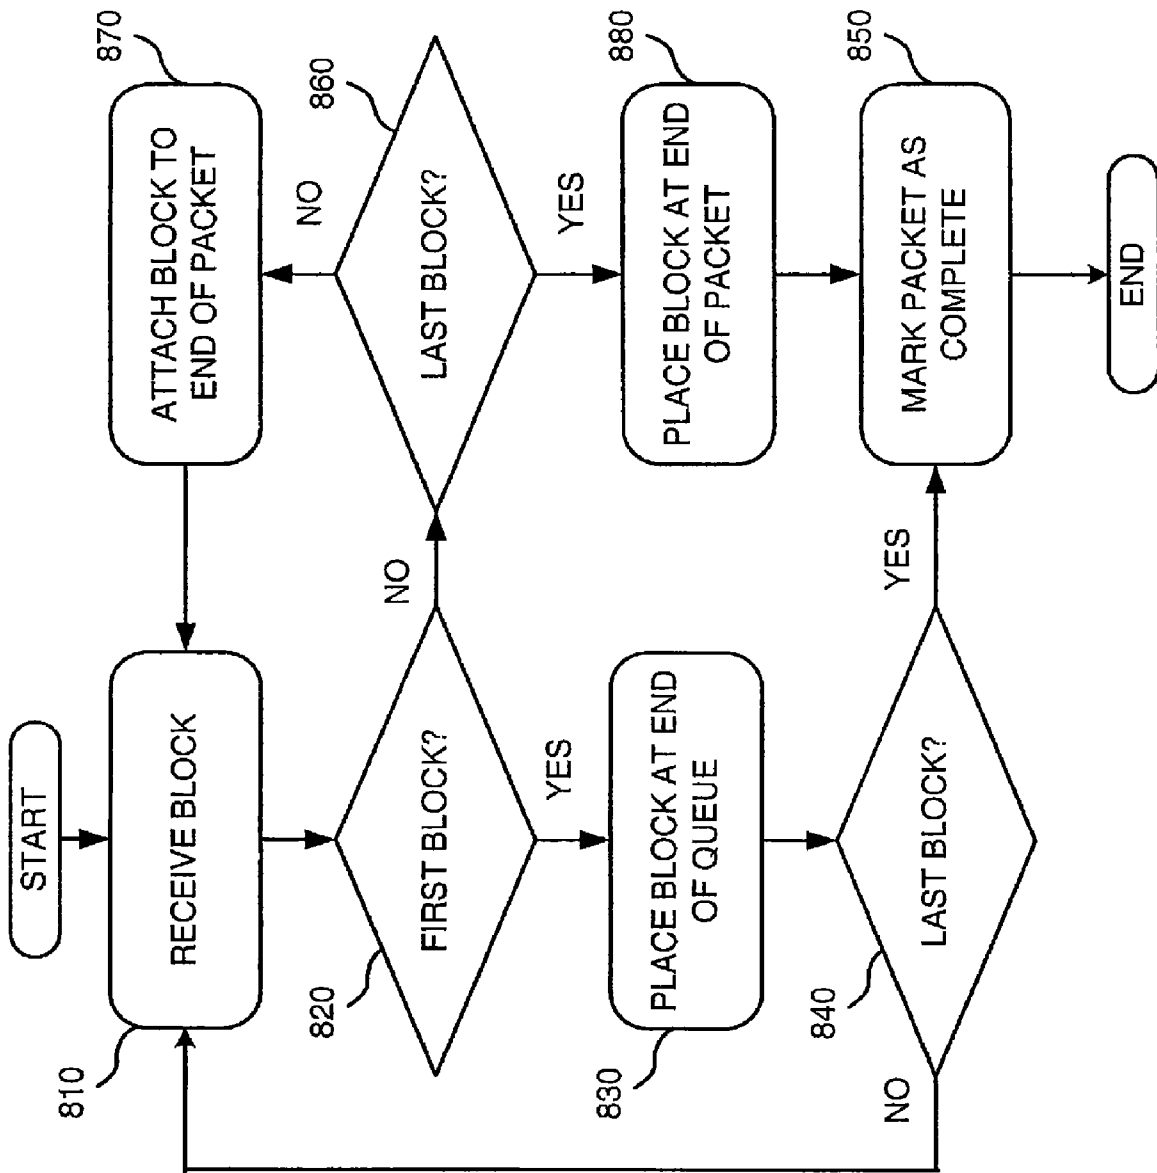 START
810
RECEIVE BLOCK
820
FIRST BLOCK?
NO
YES
830
PLACE BLOCK AT END
OF QUEUE
840
LAST BLOCK?
NO
YES
850
MARK PACKET AS
COMPLETE
END
860
LAST BLOCK?
NO
YES
870
ATTACH BLOCK TO
END OF PACKET
880
PLACE BLOCK AT END
OF PACKET